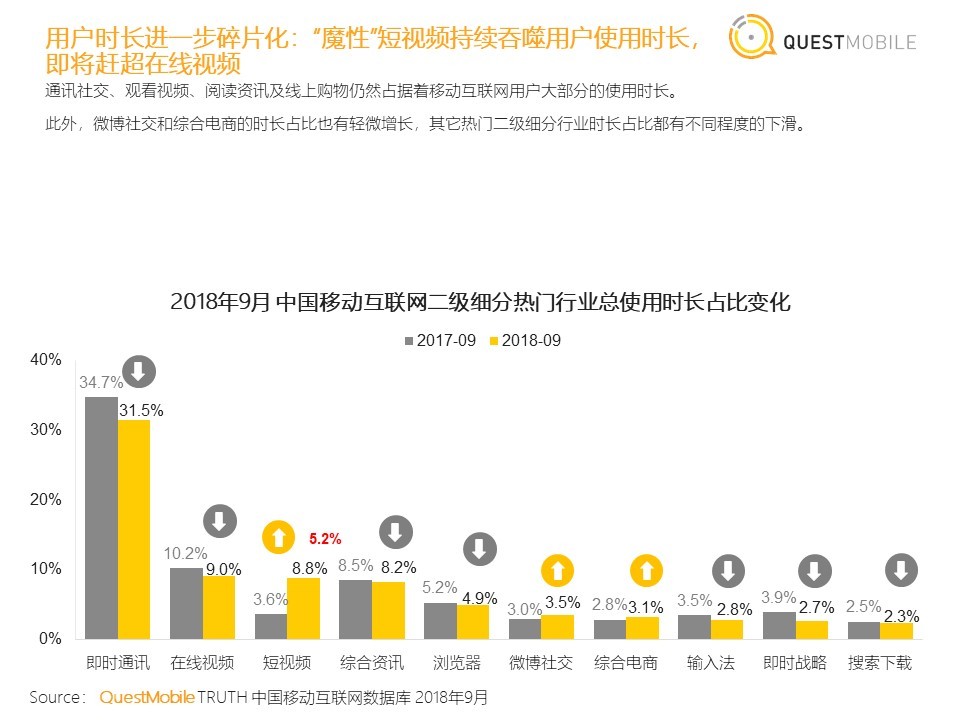 用户时长进一步碎片化：“魔性”短视频持续吞噬用户使用时长，
即将赶超在线视频
QUESTMOBILE
通讯社交、观看视频、阅读资讯及线上购物仍然占据着移动互联网用户大部分的使用时长。
此外，微博社交和综合电商的时长占比也有轻微增长，其它热门二级细分行业时长占比都有不同程度的下滑。
2018年9月 中国移动互联网二级细分热门行业总使用时长占比变化
2017-09 2018-09
40%
30%
20%
10%
0%
34.7% 31.5%
10.2% 9.0%
3.6% 8.8% 5.2%
8.5% 8.2%
5.2% 4.9%
3.0% 3.5%
2.8% 3.1%
3.5% 2.8%
3.9% 2.7%
2.5% 2.3%
即时通讯 在线视频 短视频 综合资讯 浏览器 微博社交 综合电商 输入法 即时战略 搜索下载
Source： QuestMobile TRUTH 中国移动互联网数据库 2018年9月